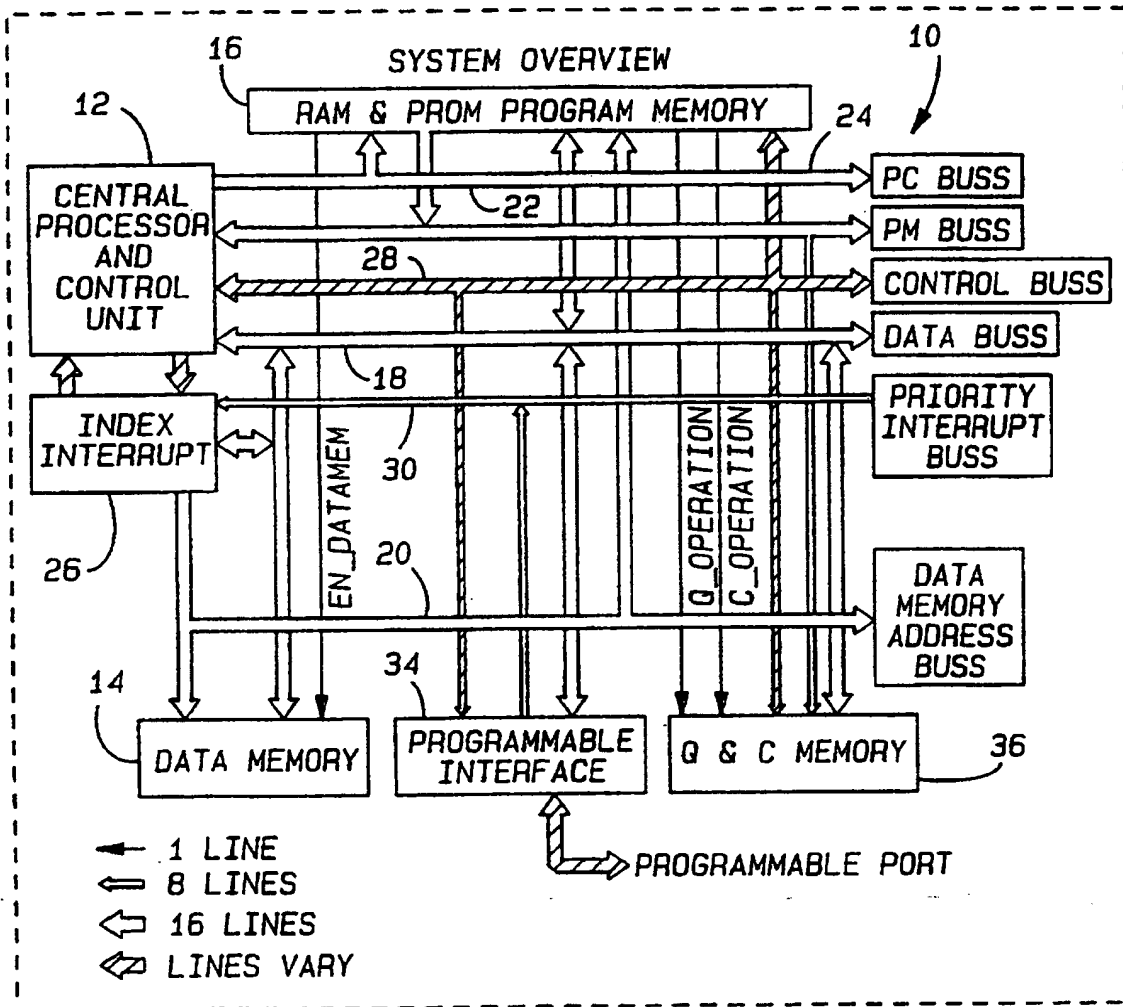 10
16
SYSTEM OVERVIEW
RAM & PROM PROGRAM MEMORY
24
12
CENTRAL
PROCESSOR
AND
CONTROL
UNIT
22
PC BUSS
PM BUSS
28
CONTROL BUSS
DATA BUSS
18
INDEX
INTERRUPT
30
PRIORITY
INTERRUPT
BUSS
26
EN_DATAMEM
20
Q_OPERATION
C_OPERATION
DATA
MEMORY
ADDRESS
BUSS
14
DATA MEMORY
34
PROGRAMMABLE
INTERFACE
Q & C MEMORY
36
1 LINE
8 LINES
16 LINES
LINES VARY
PROGRAMMABLE PORT